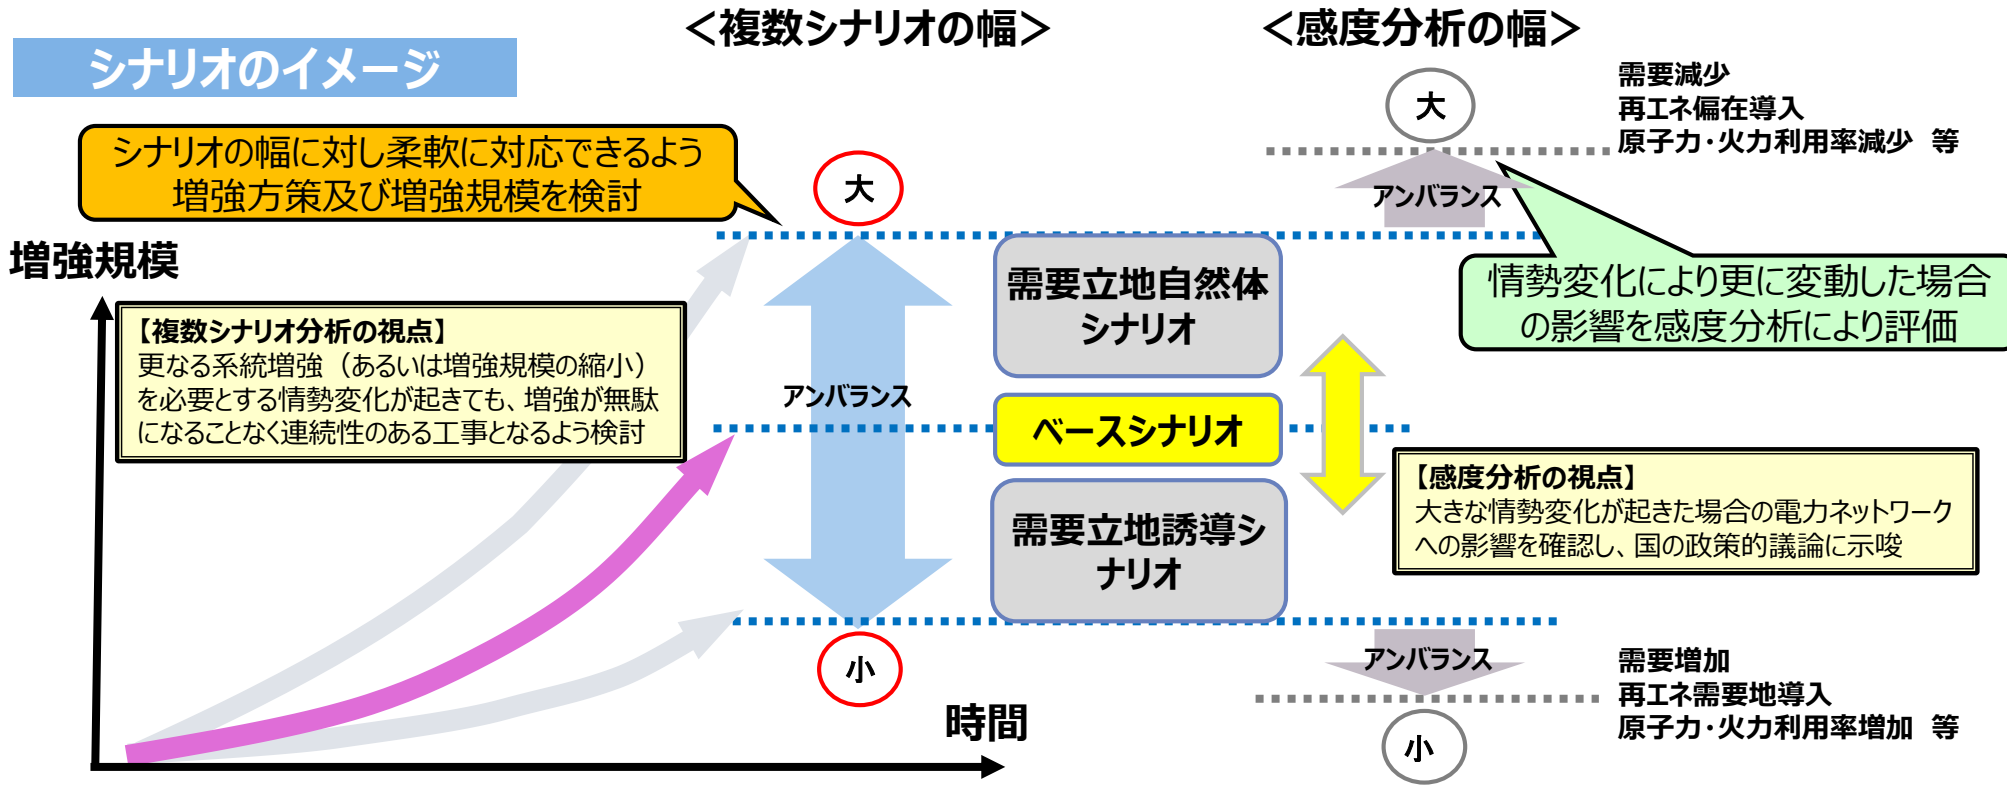 シナリオのイメージ
＜複数シナリオの幅＞
＜感度分析の幅＞
シナリオの幅に対し柔軟に対応できるよう
増強方策及び増強規模を検討
大
大
需要減少
再エネ偏在導入
原子力・火力利用率減少 等
アンバランス
増強規模
【複数シナリオ分析の視点】
更なる系統増強（あるいは増強規模の縮小）
を必要とする情勢変化が起きても、増強が無駄
になることなく連続性のある工事となるよう検討
アンバランス
需要立地自然体
シナリオ
ベースシナリオ
需要立地誘導シ
ナリオ
情勢変化により更に変動した場合
の影響を感度分析により評価
【感度分析の視点】
大きな情勢変化が起きた場合の電力ネットワーク
への影響を確認し、国の政策的議論に示唆
小
時間
アンバランス
小
需要増加
再エネ需要地導入
原子力・火力利用率増加 等